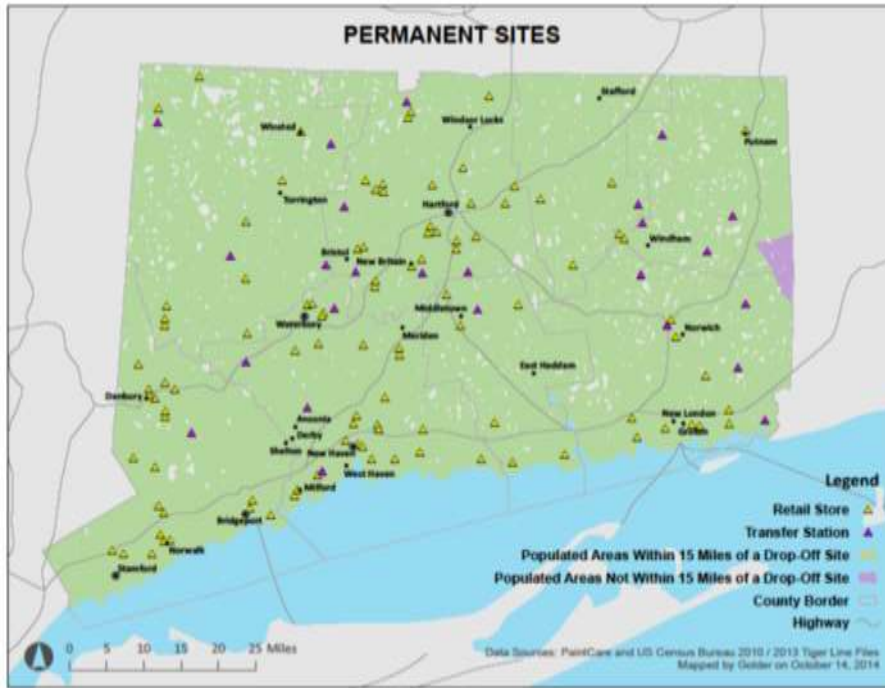 PERMANENT SITES
Stafford
Winsted
Windsor Locks
Putnam
Torrington
Hartford
Bristol
New Britain
Windham
Waterbury
Middletown
Meriden
Norwich
East Haddam
Danbury
Ansonia
Derby
Shelton
New Haven
West Haven
New London
Groton
Milford
Bridgeport
Norwalk
Stamford
Legend
Retail Store
Transfer Station
Populated Areas Within 15 Miles of a Drop-Off Site
Populated Areas Not Within 15 Miles of a Drop-Off Site
County Border
Highway
0 5 10 15 20 25 Miles
Data Sources: PaintCare and US Census Bureau 2010 / 2013 Tiger Line Files
Mapped by Golder on October 14, 2014